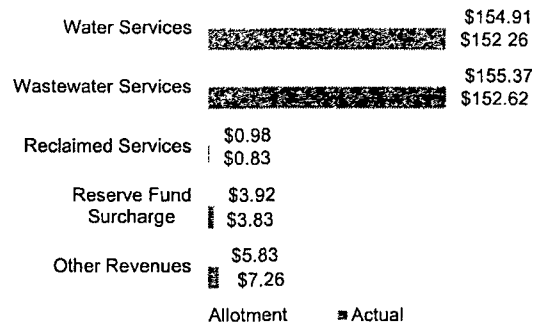 $154.91
Water Services
$152 26
$155.37
Wastewater Services
$152.62
$0.98
Reclaimed Services
$0.83
Reserve Fund
$3.92
Surcharge
$3.83
$5.83
Other Revenues
$7.26
Allotment Actual